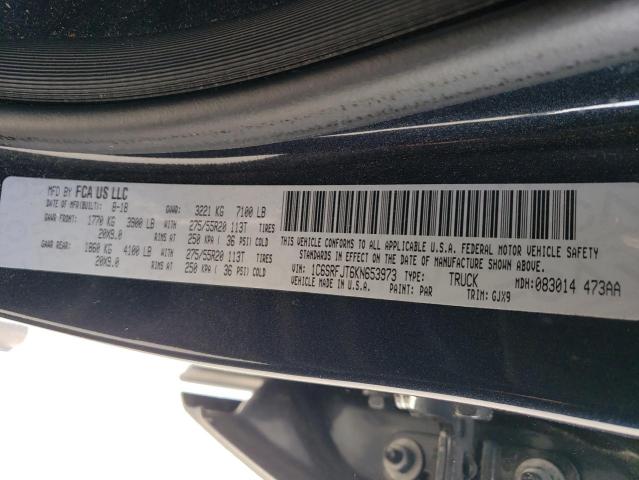 MFD BY FCA US LLC
DATE OF MFR(BUILT): 8-18 GVWR: 3221 KG 7100 LB
GAWR FRONT: 1770 KG 3900 LB WITH 275/55R20 113T TIRES
20X9.0 RIMS AT 250 KPA ( 36 PSI) COLD
GAWR REAR: 1860 KG 4100 LB WITH 275/55R20 113T TIRES
20X9.0 RIMS AT 250 KPA ( 36 PSI) COLD
THIS VEHICLE CONFORMS TO ALL APPLICABLE U.S.A. FEDERAL MOTOR VEHICLE SAFETY
STANDARDS IN EFFECT ON THE DATE OF MANUFACTURE SHOWN ABOVE.
VIN: 1C6SRFJT6KN653973 TYPE: TRUCK MDH:083014 473AA
VEHICLE MADE IN U.S.A. PAINT: PAR TRIM: GJX9